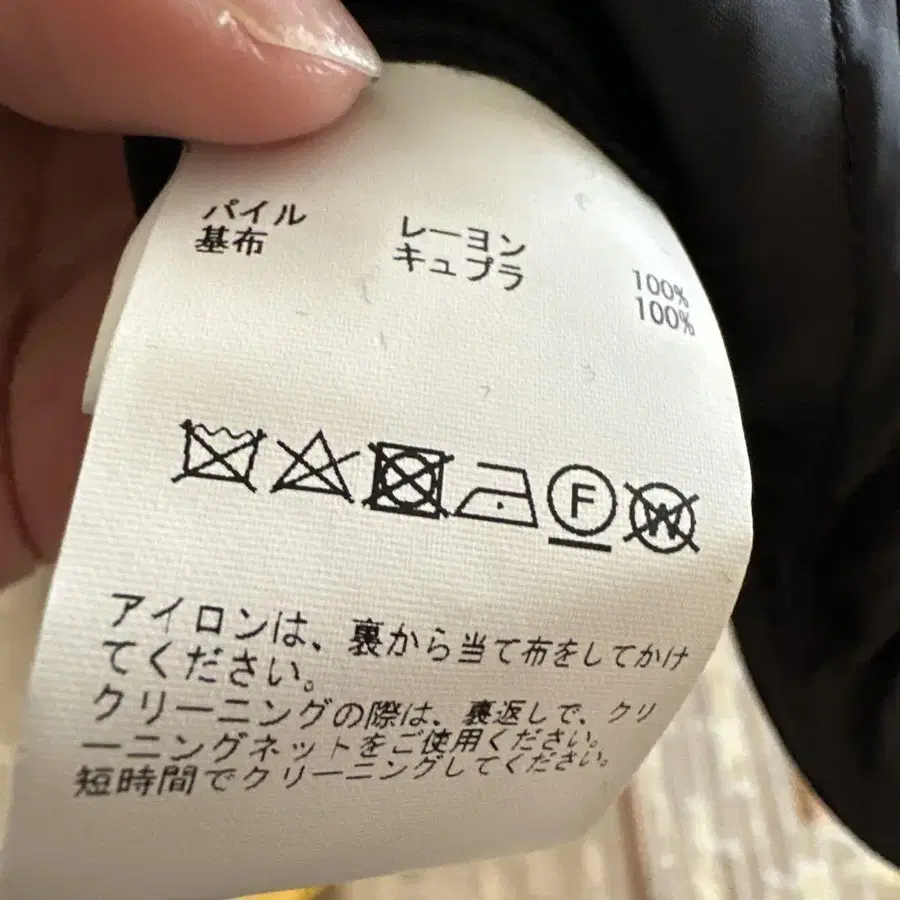 パイル レーヨン 100%
基布 キュプラ 100%
F W
アイロンは、裏から当て布をしてかけ
てください。
クリーニングの際は、裏返しで、クリ
ーニングネットをご使用ください。
短時間でクリーニングしてください。